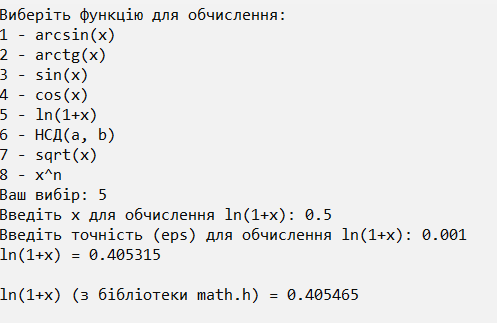 Виберіть функцію для обчислення:
1 - arcsin(x)
2 - arctg(x)
3 - sin(x)
4 - cos(x)
5 - ln(1+x)
6 - НСД(a, b)
7 - sqrt(x)
8 - x^n
Ваш вибір: 5
Введіть x для обчислення ln(1+x): 0.5
Введіть точність (eps) для обчислення ln(1+x): 0.001
ln(1+x) = 0.405315
ln(1+x) (з бібліотеки math.h) = 0.405465